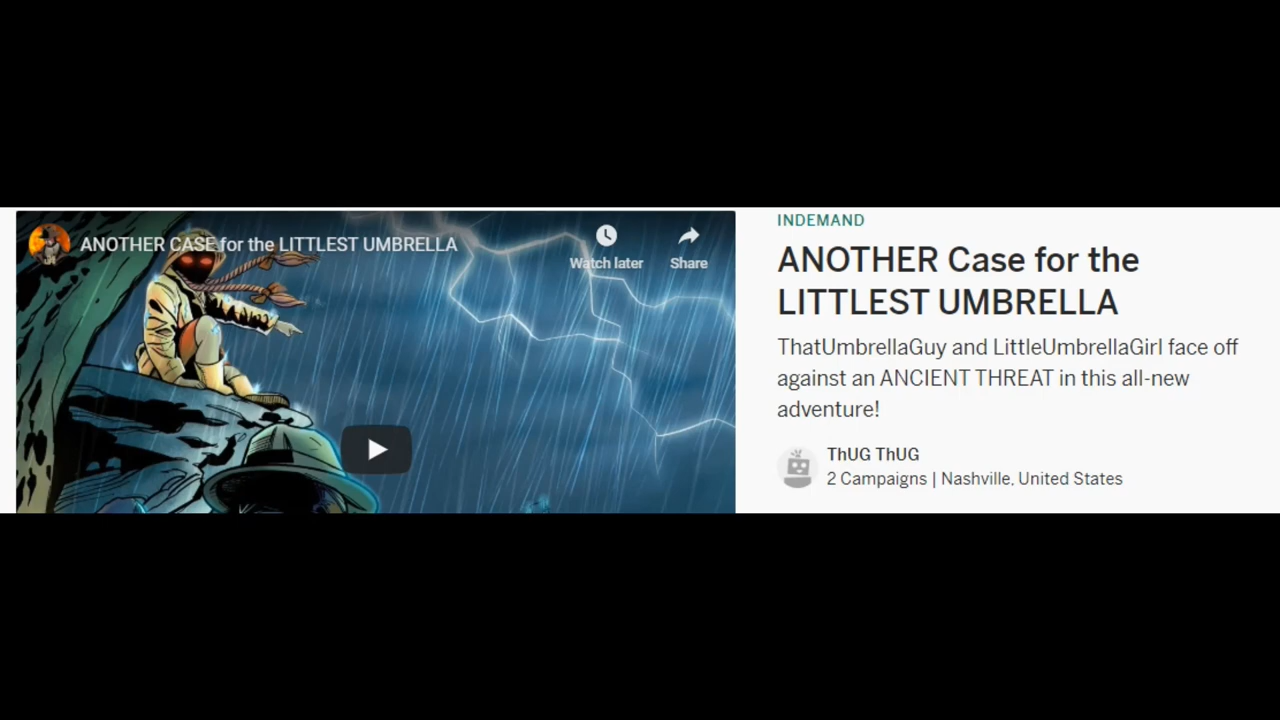 ANOTHER CASE for the LITTLEST UMBRELLA
Watch later
Share
INDEMAND
ANOTHER Case for the
LITTLEST UMBRELLA
ThatUmbrellaGuy and LittleUmbrellaGirl face off
against an ANCIENT THREAT in this all-new
adventure!
ThUG ThUG
2 Campaigns | Nashville, United States